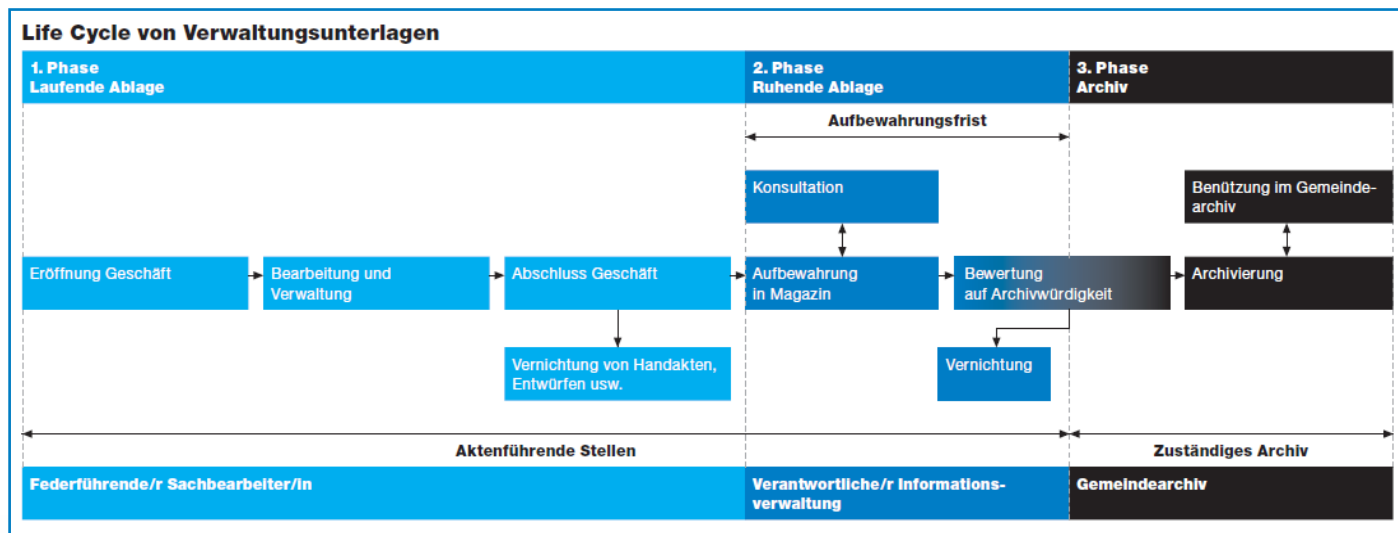 Life Cycle von Verwaltungsunterlagen
1. Phase
Laufende Ablage
2. Phase
Ruhende Ablage
3. Phase
Archiv
Aufbewahrungsfrist
Konsultation
Benützung im Gemeinde-
archiv
Eröffnung Geschäft
Bearbeitung und
Verwaltung
Abschluss Geschäft
Aufbewahrung
in Magazin
Bewertung
auf Archivwürdigkeit
Archivierung
Vernichtung von Handakten,
Entwürfen usw.
Vernichtung
Aktenführende Stellen
Zuständiges Archiv
Federführende/r Sachbearbeiter/in
Verantwortliche/r Informations-
verwaltung
Gemeindearchiv